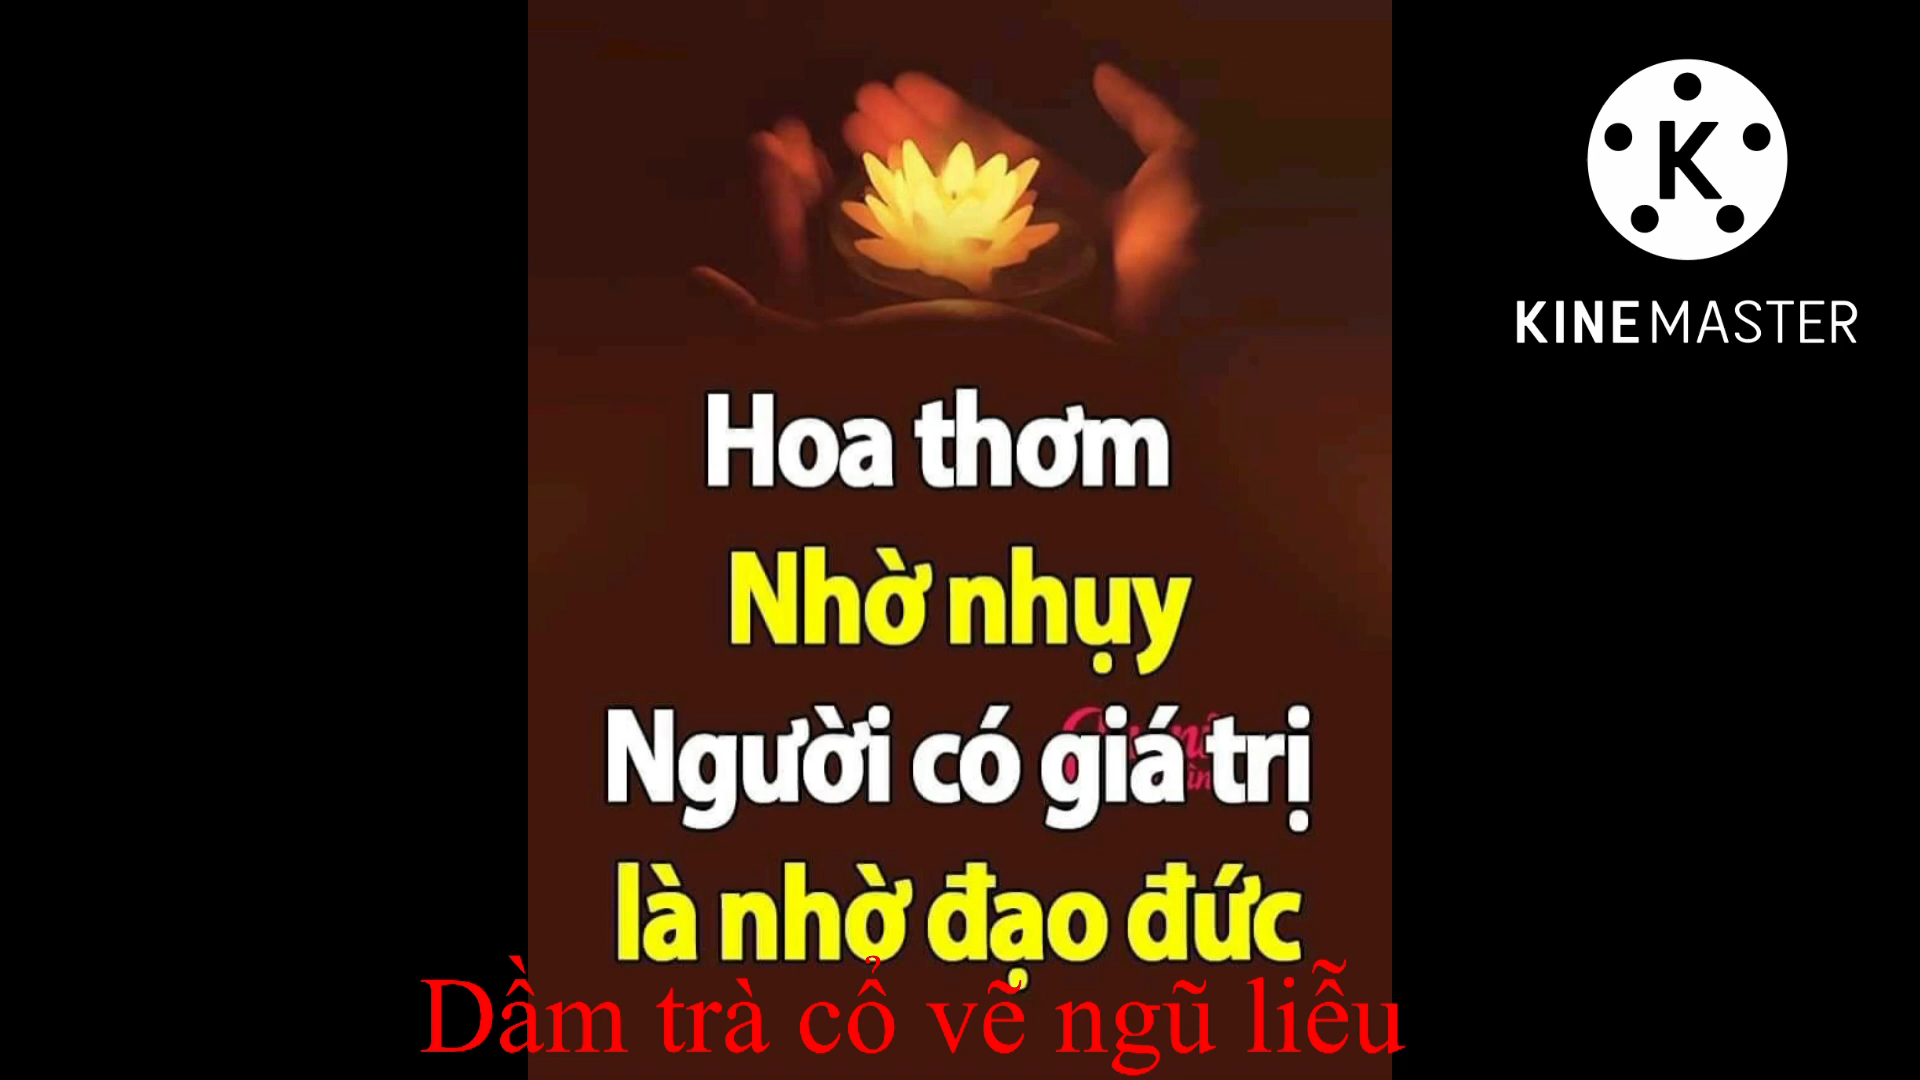 K
KINEMASTER
Hoa thơm
Nhờ nhụy
Người có giá trị
là nhờ đạo đức
Dầm trà cổ vẽ ngũ liễu